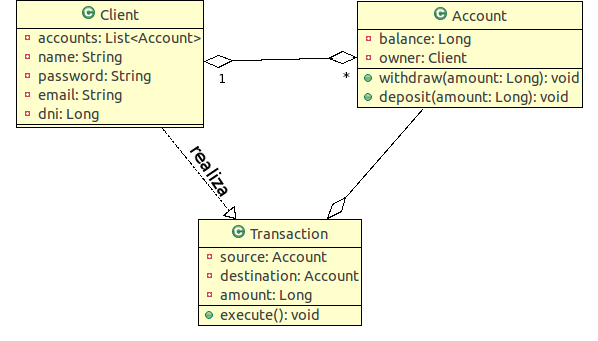 C Client
accounts: List<Account>
name: String
password: String
email: String
dni: Long
1
*
C Account
balance: Long
owner: Client
withdraw(amount: Long): void
deposit(amount: Long): void
realiza
C Transaction
source: Account
destination: Account
amount: Long
execute(): void